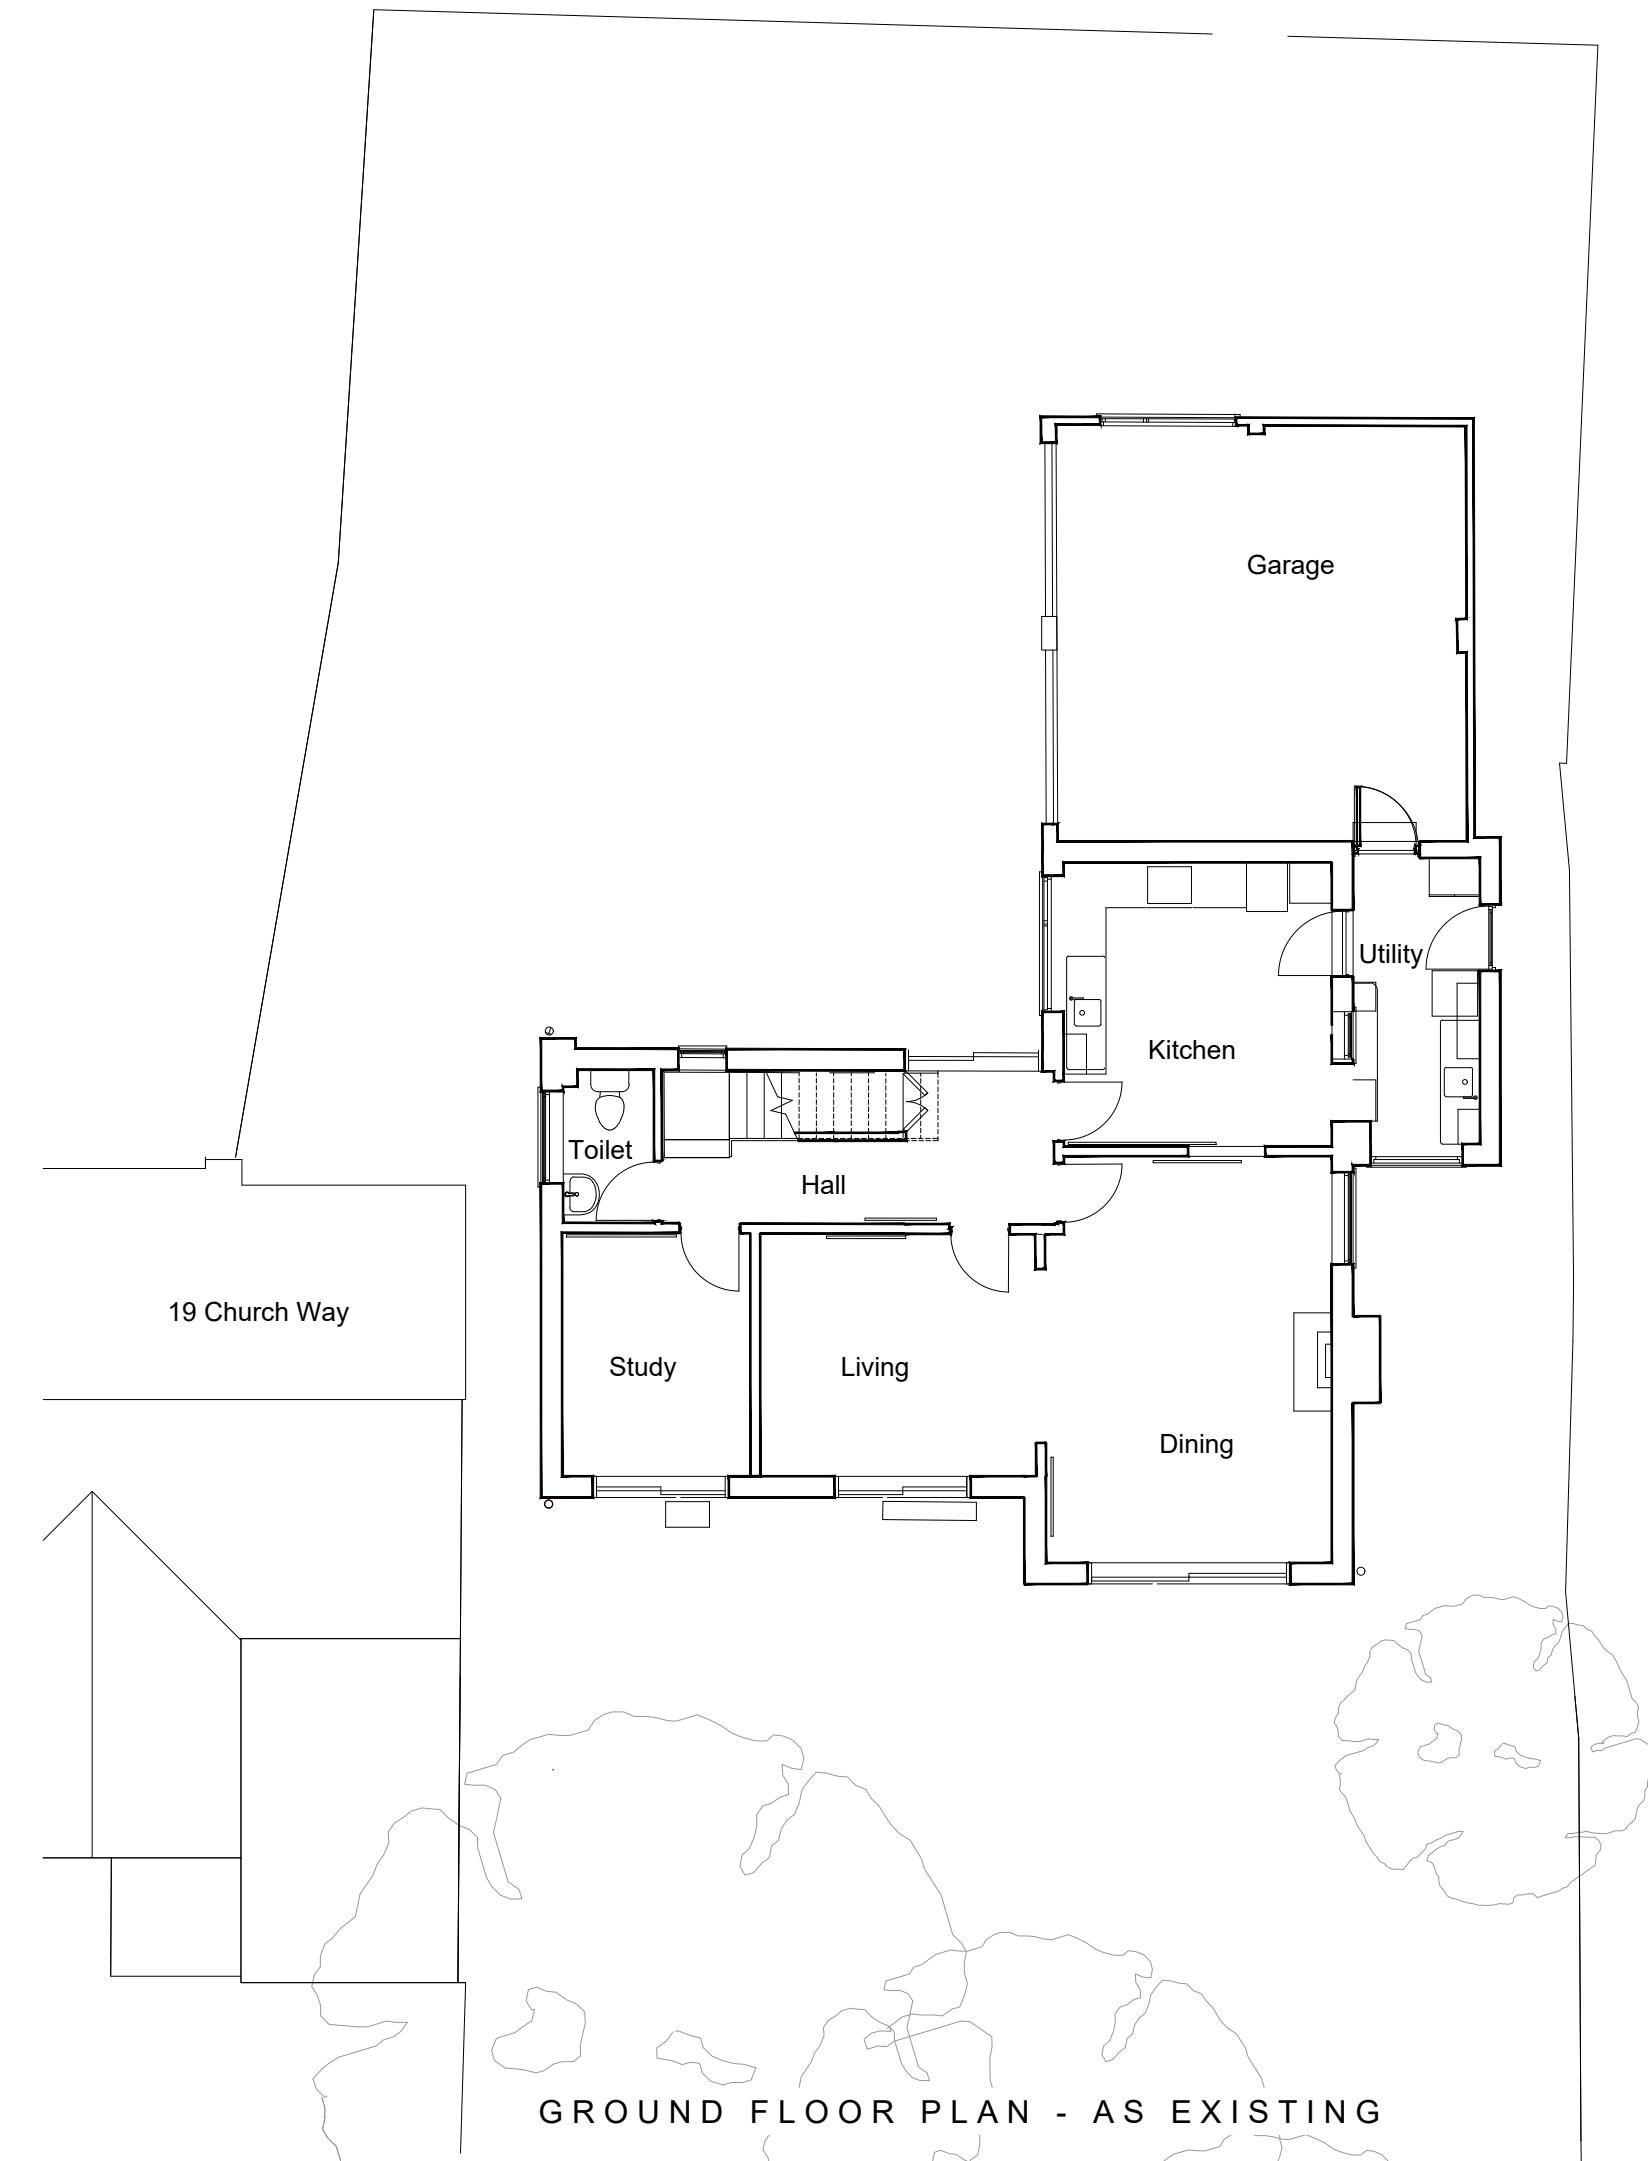 Garage
Utility
Kitchen
Toilet
Hall
19 Church Way
Study
Living
Dining
GROUND FLOOR PLAN - AS EXISTING